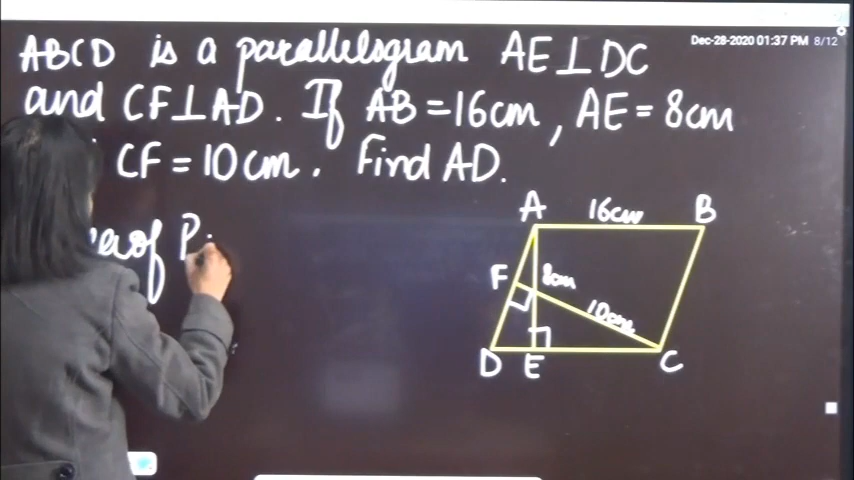 ABCD is a parallelogram AE⊥DC
and CF⊥AD. If AB=16cm, AE=8cm
CF=10cm. Find AD.
of P
Dec-28-2020 01:37 PM 8/12
A 16cm B
F 8cm
10cm
D E C